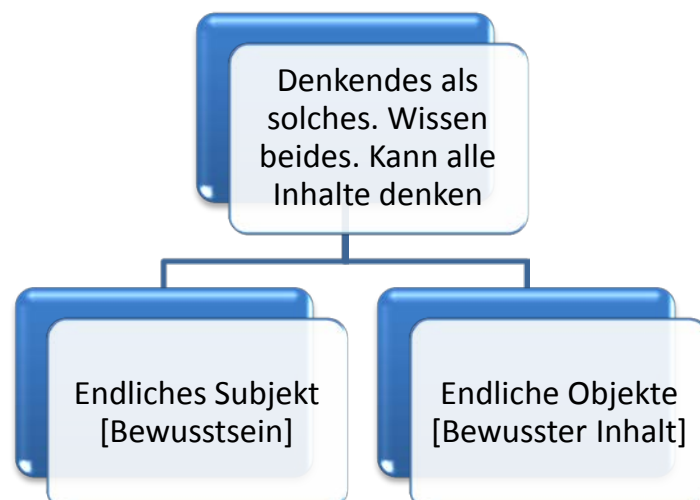 Denkendes als
solches. Wissen
beides. Kann alle
Inhalte denken
Endliches Subjekt
[Bewusstsein]
Endliche Objekte
[Bewusster Inhalt]